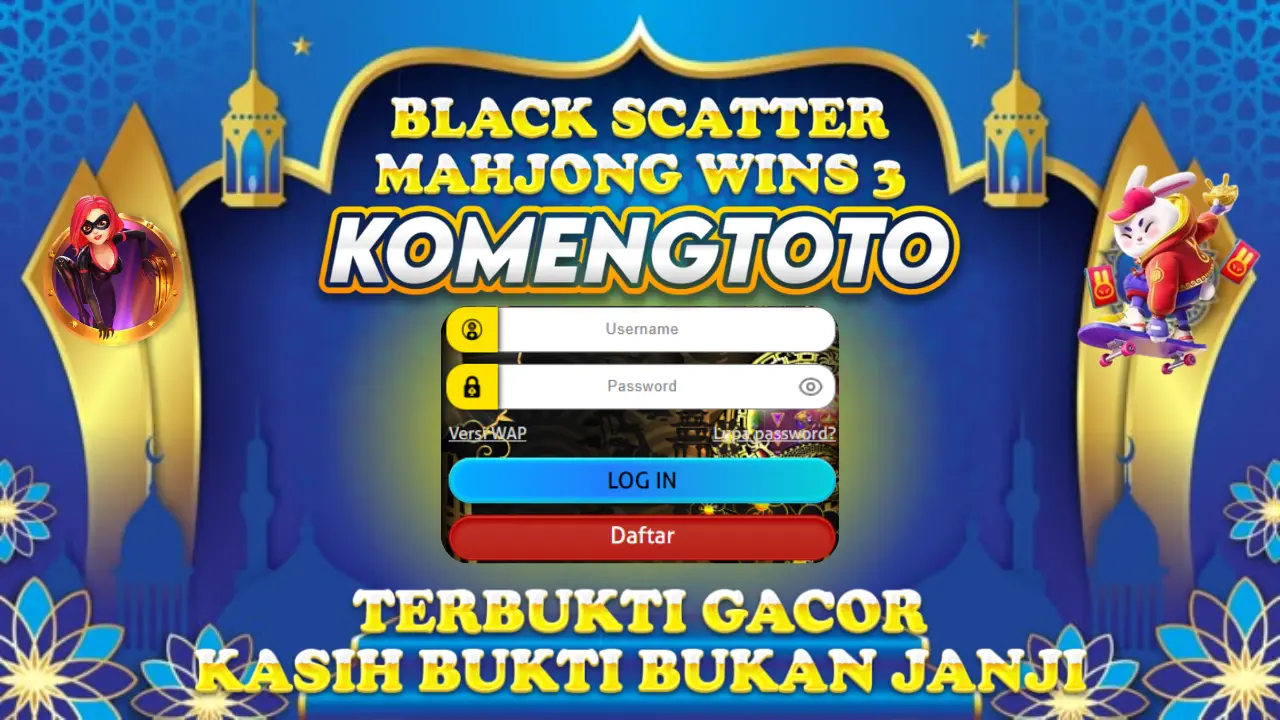 BLACK SCATTER
MAHJONG WINS 3
KOMENGTOTO
Username
Password
Versi WAP Lupa password?
LOG IN
Daftar
TERBUKTI GACOR
KASIH BUKTI BUKAN JANJI